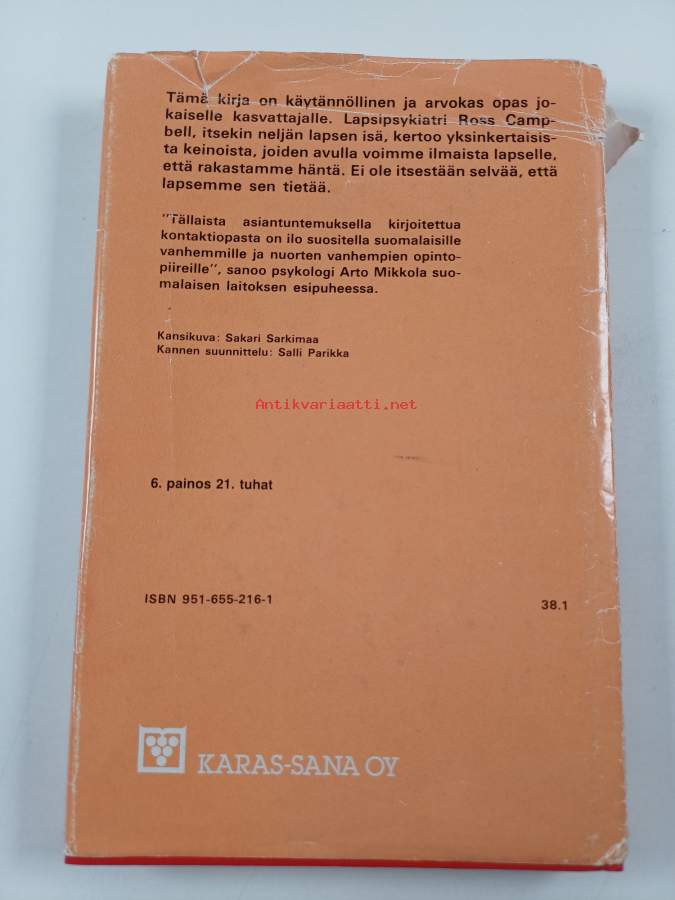 Tämä kirja on käytännöllinen ja arvokas opas jo-
kaiselle kasvattajalle. Lapsipsykiatri Ross Camp-
bell, itsekin neljän lapsen isä, kertoo yksinkertaisis-
ta keinoista, joiden avulla voimme ilmaista lapselle,
että rakastamme häntä. Ei ole itsestään selvää, että
lapsemme sen tietää.
"Tällaista asiantuntemuksella kirjoitettua
kontaktiopasta on ilo suositella suomalaisille
vanhemmille ja nuorten vanhempien opinto-
piireille", sanoo psykologi Arto Mikkola suo-
malaisen laitoksen esipuheessa.
Kansikuva: Sakari Sarkimaa
Kannen suunnittelu: Salli Parikka
Antikvariaatti.net
6. painos 21. tuhat
ISBN 951-655-216-1
38.1
KARAS-SANA OY